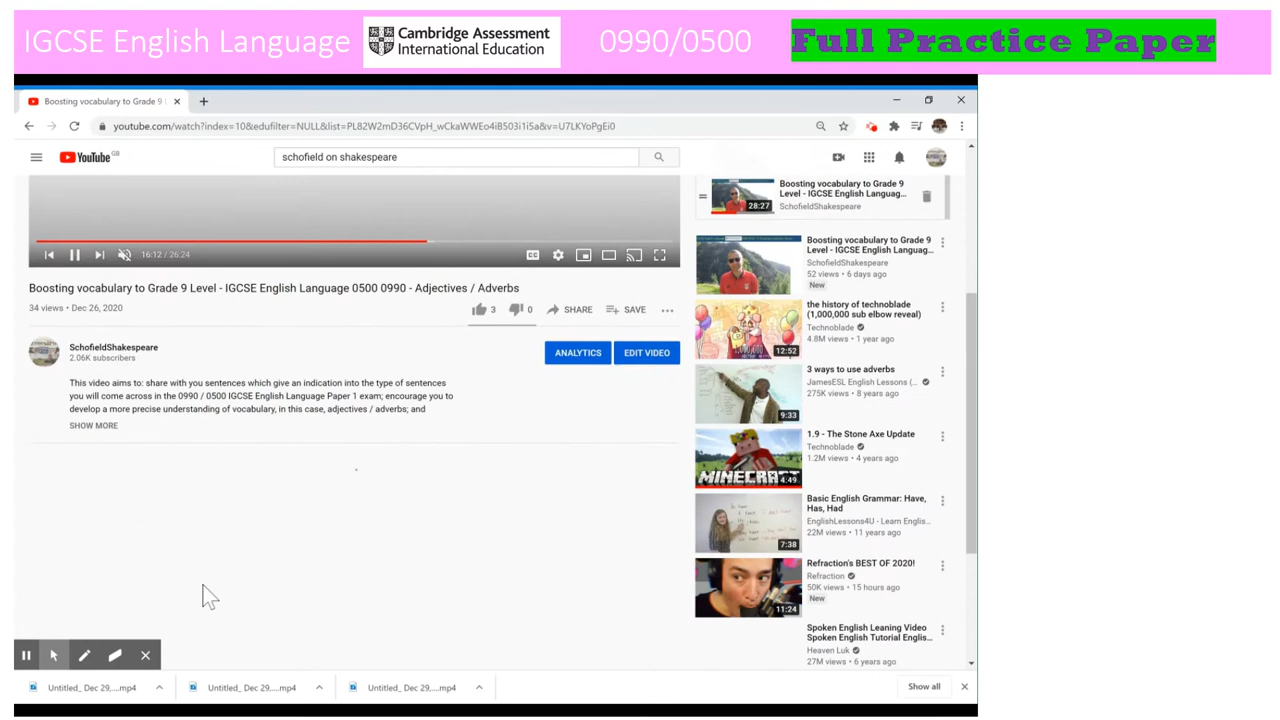 IGCSE English Language
Cambridge Assessment
International Education
0990/0500
Full Practice Paper
Boosting vocabulary to Grade 9
youtube.com/watch?index=10&edufilter=NULL&list=PL82W2mD36CVpH_wCkaWWEo4iB503i1i5a&v=U7LKYoPgEi0
YouTube GB
schofield on shakespeare
Boosting vocabulary to Grade 9
Level - IGCSE English Languag...
SchofieldShakespeare
28:27
16:12 / 26:24
CC
Boosting vocabulary to Grade 9 Level - IGCSE English Language 0500 0990 - Adjectives / Adverbs
34 views • Dec 26, 2020
3
0
SHARE
SAVE
SchofieldShakespeare
2.06K subscribers
ANALYTICS
EDIT VIDEO
This video aims to: share with you sentences which give an indication into the type of sentences
you will come across in the 0990 / 0500 IGCSE English Language Paper 1 exam; encourage you to
develop a more precise understanding of vocabulary, in this case, adjectives / adverbs; and
SHOW MORE
Boosting vocabulary to Grade 9
Level - IGCSE English Languag...
SchofieldShakespeare
52 views • 6 days ago
New
the history of technoblade
(1,000,000 sub elbow reveal)
Technoblade
4.8M views • 1 year ago
12:52
3 ways to use adverbs
JamesESL English Lessons (...
275K views • 8 years ago
9:33
1.9 - The Stone Axe Update
Technoblade
1.2M views • 4 years ago
MINECRAFT
4:49
Basic English Grammar: Have,
Has, Had
EnglishLessons4U - Learn Englis...
22M views • 11 years ago
7:38
Refraction's BEST OF 2020!
Refraction
50K views • 15 hours ago
New
11:24
Spoken English Leaning Video
Spoken English Tutorial Englis...
Heaven Luk
27M views • 6 years ago
Untitled_ Dec 29,....mp4
Untitled_ Dec 29,....mp4
Untitled_ Dec 29,....mp4
Show all